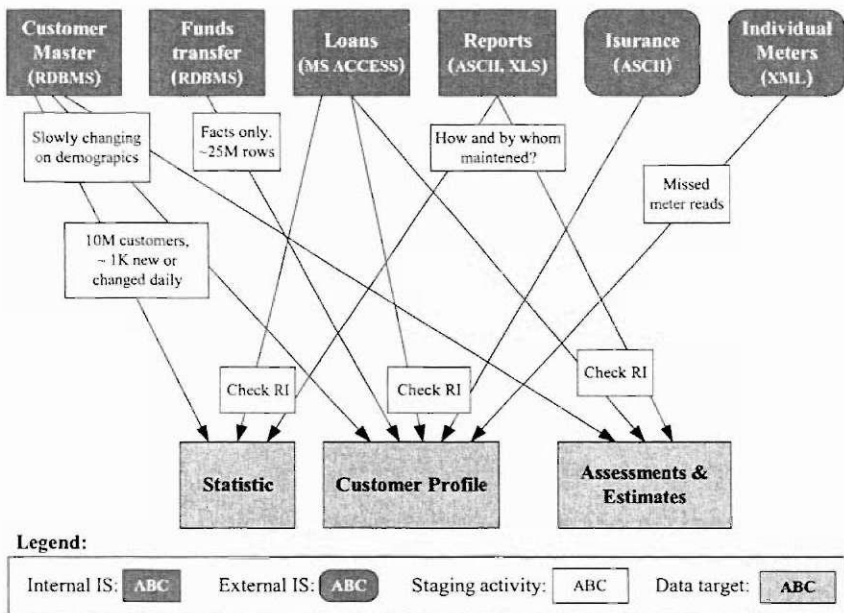 Customer
Master
(RDBMS)
Funds
transfer
(RDBMS)
Loans
(MS ACCESS)
Reports
(ASCII, XLS)
Isurance
(ASCII)
Individual
Meters
(XML)
Slowly changing
on demograpics
Facts only.
~25M rows
How and by whom
maintened?
Missed
meter reads
10M customers,
~ 1K new or
changed daily
Check RI
Check RI
Check RI
Statistic
Customer Profile
Assessments &
Estimates
Legend:
Internal IS: ABC
External IS: ABC
Staging activity: ABC
Data target: ABC